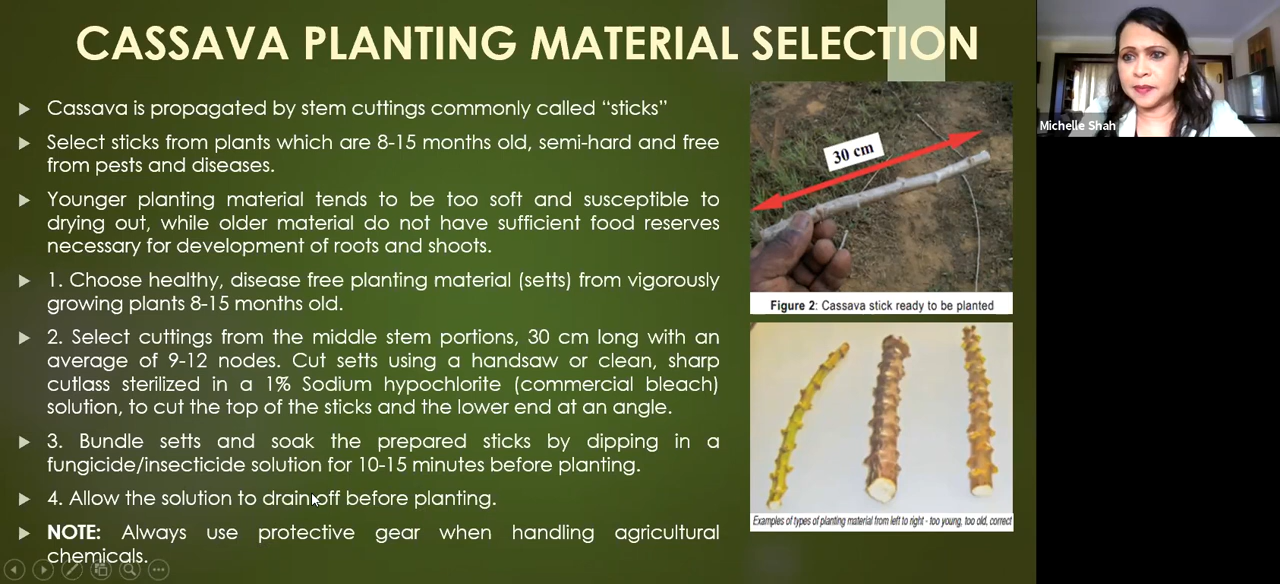 CASSAVA PLANTING MATERIAL SELECTION
Cassava is propagated by stem cuttings commonly called “sticks”
Select sticks from plants which are 8-15 months old, semi-hard and free
from pests and diseases.
Younger planting material tends to be too soft and susceptible to
drying out, while older material do not have sufficient food reserves
necessary for development of roots and shoots.
1. Choose healthy, disease free planting material (setts) from vigorously
growing plants 8-15 months old.
2. Select cuttings from the middle stem portions, 30 cm long with an
average of 9-12 nodes. Cut setts using a handsaw or clean, sharp
cutlass sterilized in a 1% Sodium hypochlorite (commercial bleach)
solution, to cut the top of the sticks and the lower end at an angle.
3. Bundle setts and soak the prepared sticks by dipping in a
fungicide/insecticide solution for 10-15 minutes before planting.
4. Allow the solution to drain off before planting.
NOTE: Always use protective gear when handling agricultural
chemicals.
30 cm
Figure 2: Cassava stick ready to be planted
Examples of types of planting material from left to right - too young, too old, correct
Michelle Shah